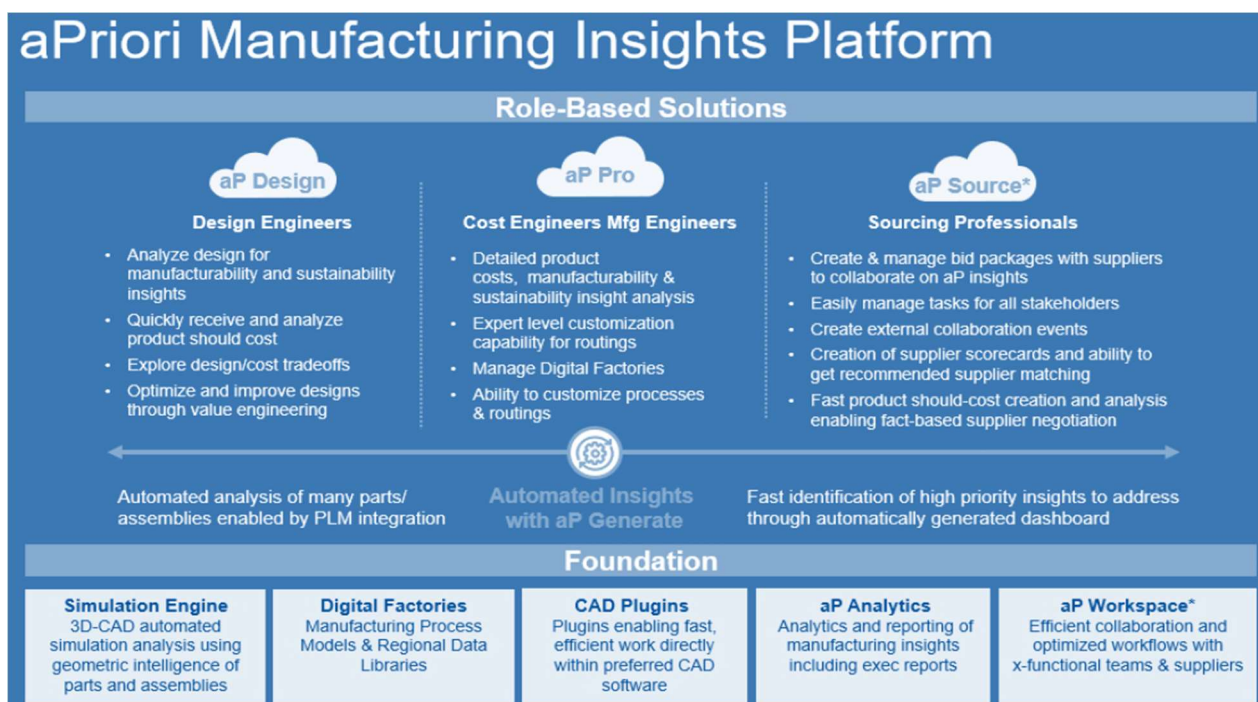 aPriori Manufacturing Insights Platform
Role-Based Solutions
aP Design
Design Engineers
• Analyze design for
manufacturability and sustainability
insights
• Quickly receive and analyze
product should cost
• Explore design/cost tradeoffs
• Optimize and improve designs
through value engineering
aP Pro
Cost Engineers Mfg Engineers
• Detailed product
costs, manufacturability &
sustainability insight analysis
• Expert level customization
capability for routings
• Manage Digital Factories
• Ability to customize processes
& routings
aP Source*
Sourcing Professionals
• Create & manage bid packages with suppliers
to collaborate on aP insights
• Easily manage tasks for all stakeholders
• Create external collaboration events
• Creation of supplier scorecards and ability to
get recommended supplier matching
• Fast product should-cost creation and analysis
enabling fact-based supplier negotiation
Automated analysis of many parts/
assemblies enabled by PLM integration
Automated Insights
with aP Generate
Fast identification of high priority insights to address
through automatically generated dashboard
Foundation
Simulation Engine
3D-CAD automated
simulation analysis using
geometric intelligence of
parts and assemblies
Digital Factories
Manufacturing Process
Models & Regional Data
Libraries
CAD Plugins
Plugins enabling fast,
efficient work directly
within preferred CAD
software
aP Analytics
Analytics and reporting of
manufacturing insights
including exec reports
aP Workspace*
Efficient collaboration and
optimized workflows with
x-functional teams & suppliers